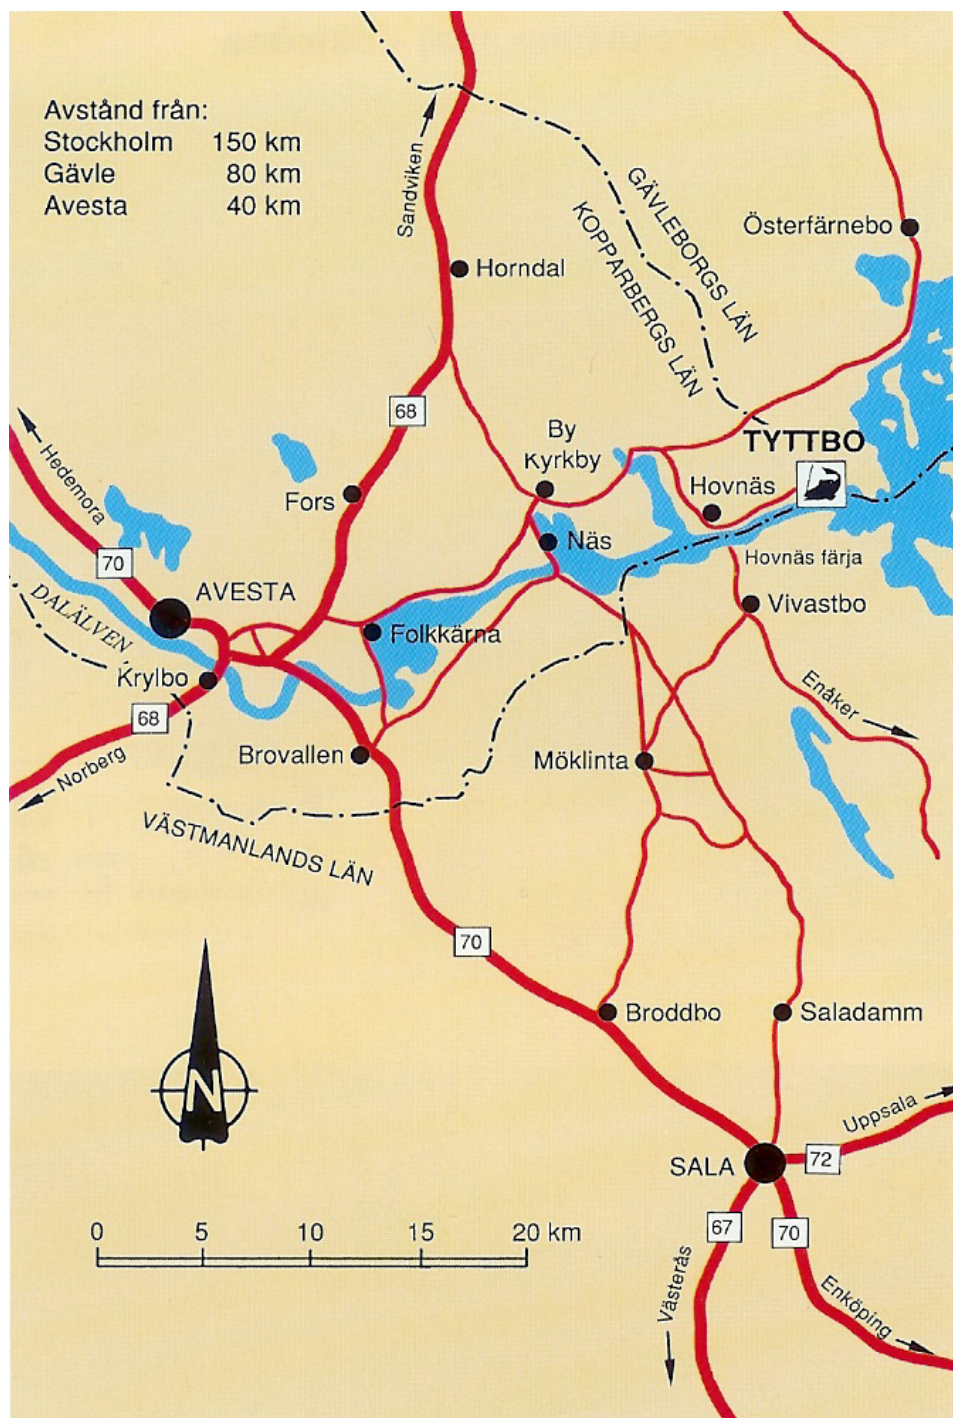 Avstånd från:
Stockholm 150 km
Gävle 80 km
Avesta 40 km
Sandviken
GÄVLEBORGS LÄN
KOPPARBERGS LÄN
Österfärnebo
Horndal
68
By
Kyrkby
TYTTBO
Hedemora
Fors
Hovnäs
70
Näs
Hovnäs färja
AVESTA
DALÄLVEN
Folkkärna
Vivastbo
Krylbo
Enåker
68
Norberg
Brovallen
Möklinta
VÄSTMANLANDS LÄN
70
Broddbo
Saladamm
N
Uppsala
SALA
72
67
70
0 5 10 15 20 km
Västerås
Enköping